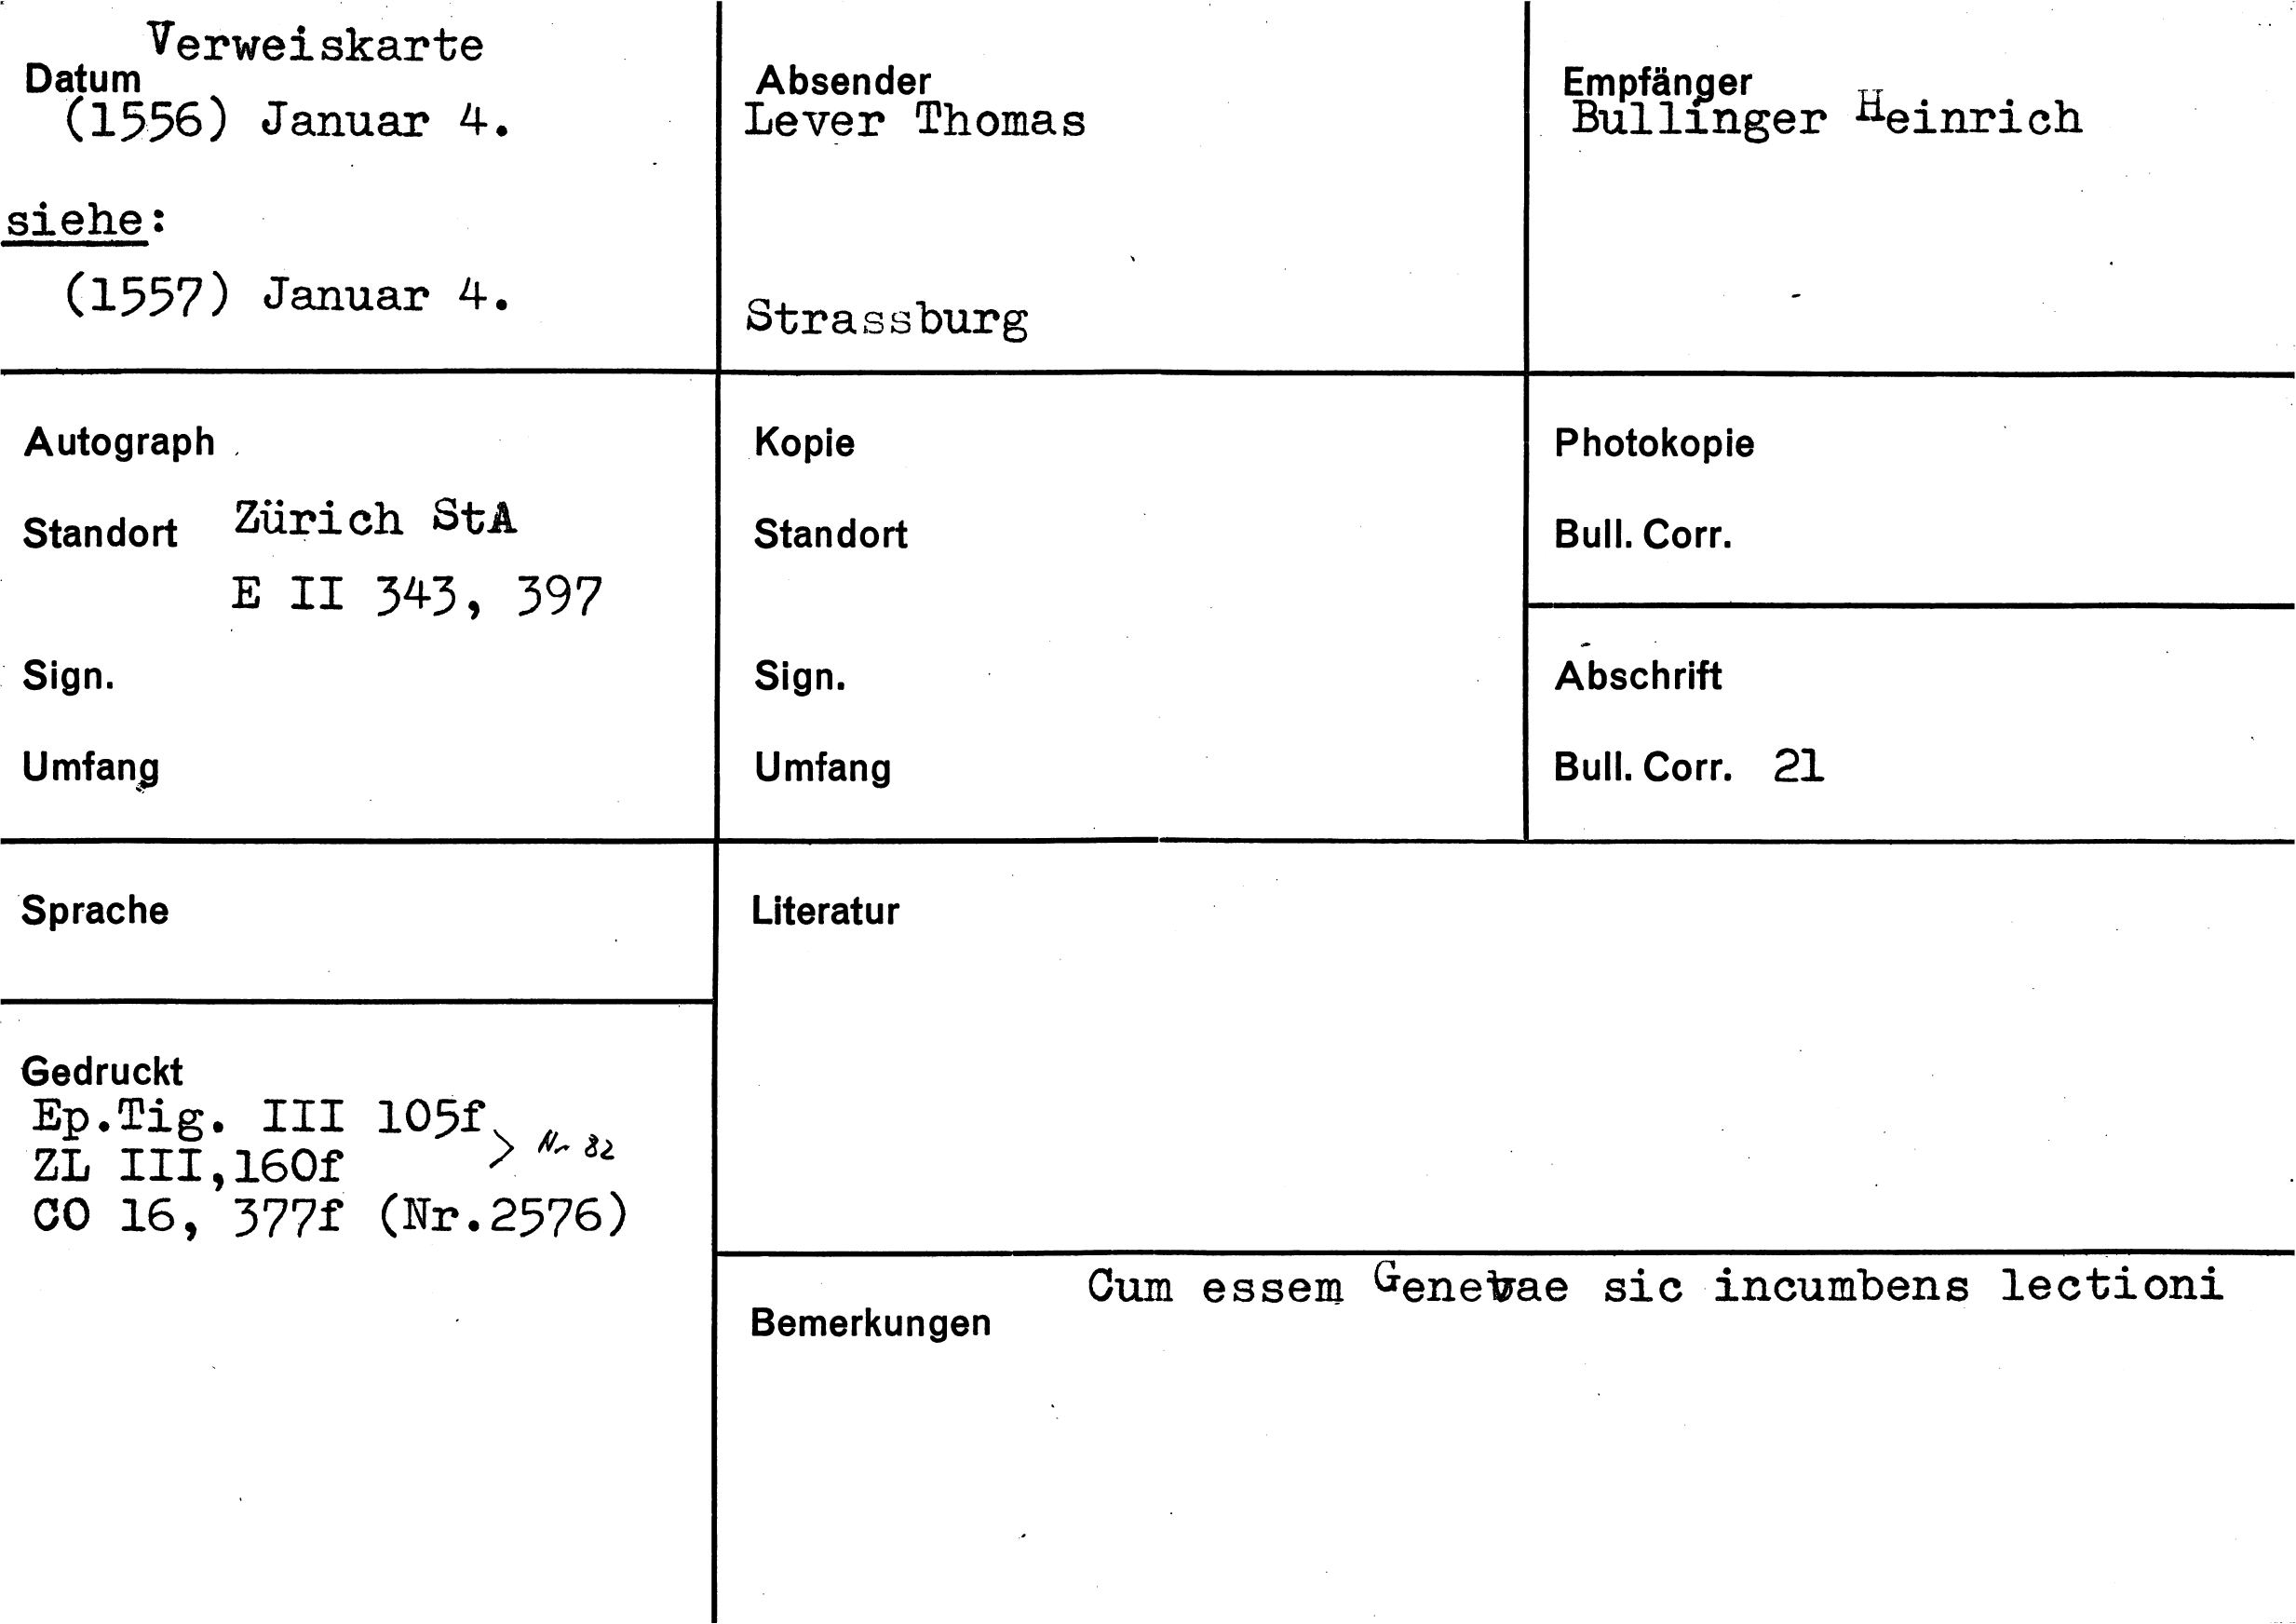 Verweiskarte
Datum
(1556) Januar 4.
siehe:
(1557) Januar 4.
Absender
Lever Thomas
Strassburg
Empfänger
Bullinger Heinrich
Autograph
Standort Zürich StA
E II 343, 397
Sign.
Umfang
Kopie
Standort
Sign.
Umfang
Photokopie
Bull. Corr.
Abschrift
Bull. Corr. 21
Sprache
Literatur
Gedruckt
Ep.Tig. III 105f
> Nr 82
ZL III,160f
CO 16, 377f (Nr.2576)
Cum essem Genevae sic incumbens lectioni
Bemerkungen